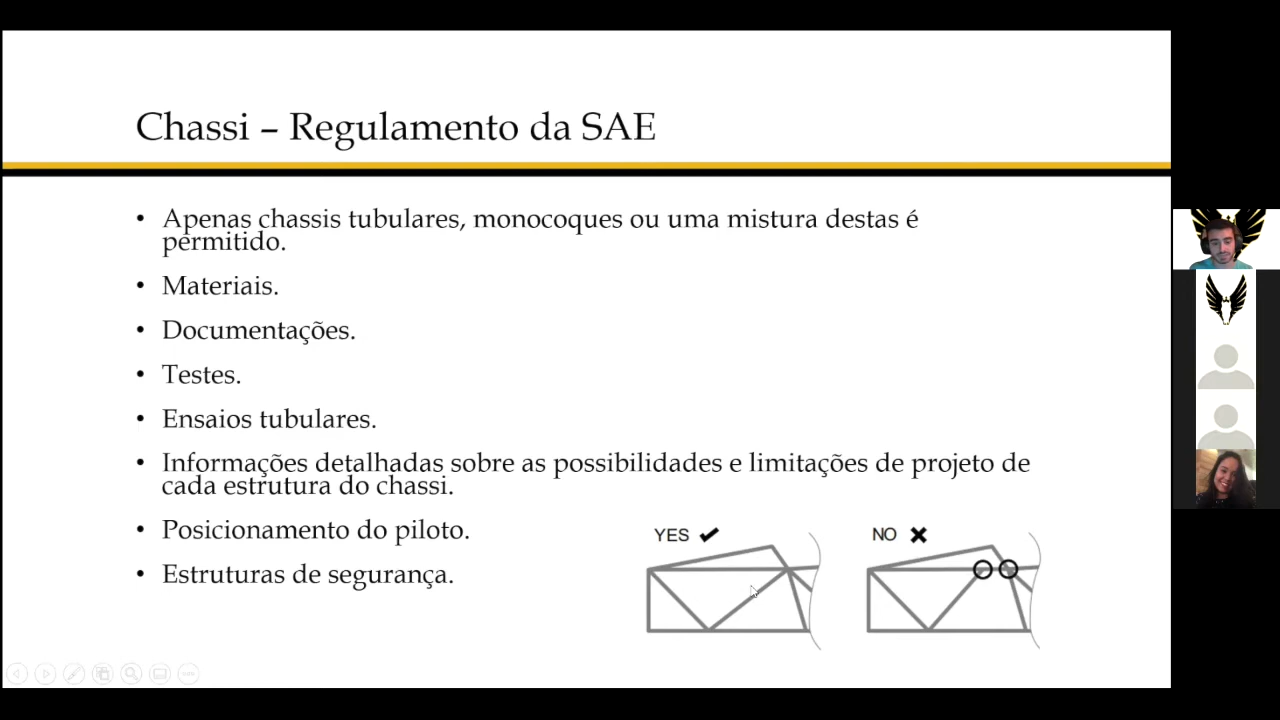 Chassi – Regulamento da SAE
• Apenas chassis tubulares, monocoques ou uma mistura destas é
permitido.
• Materiais.
• Documentações.
• Testes.
• Ensaios tubulares.
• Informações detalhadas sobre as possibilidades e limitações de projeto de
cada estrutura do chassi.
• Posicionamento do piloto.
• Estruturas de segurança.
YES ✔
NO ✖